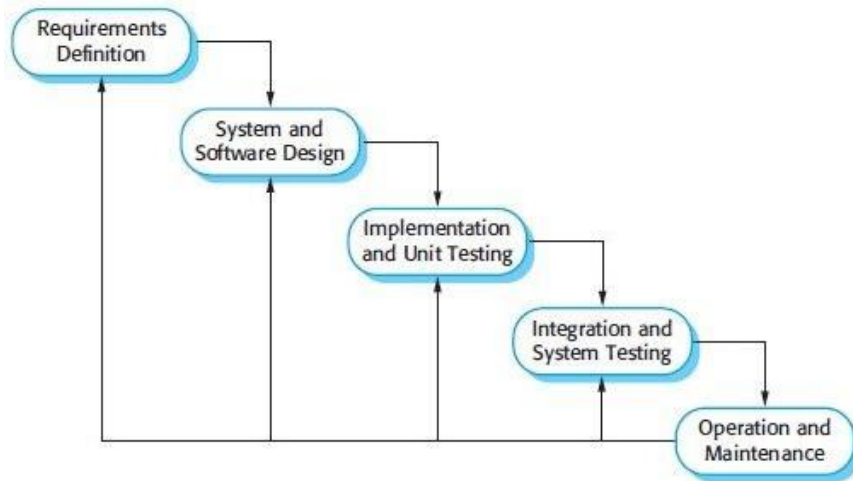 Requirements
Definition
System and
Software Design
Implementation
and Unit Testing
Integration and
System Testing
Operation and
Maintenance